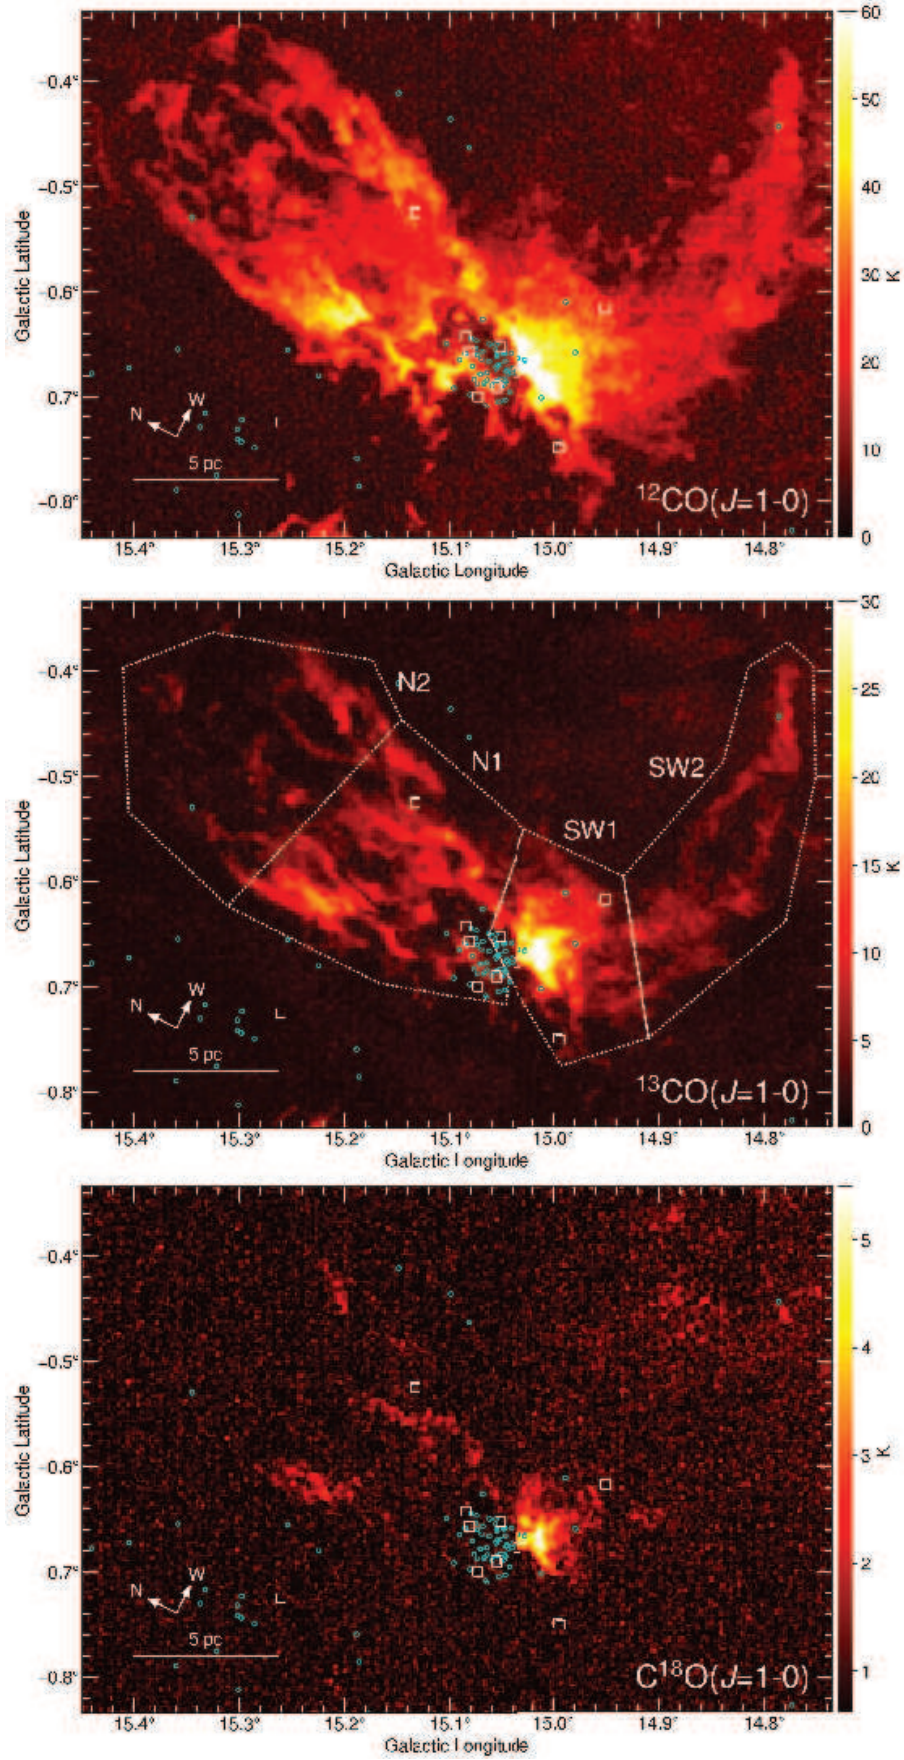 60
50
40
30
20
10
0
K
-0.4°
-0.5°
-0.6°
-0.7°
-0.8°
Galactic Latitude
N
W
5 pc
¹²CO(J=1-0)
15.4° 15.3° 15.2° 15.1° 15.0° 14.9° 14.8°
Galactic Longitude
30
25
20
15
10
5
0
K
-0.4°
-0.5°
-0.6°
-0.7°
-0.8°
Galactic Latitude
N2
N1
SW2
SW1
N
W
5 pc
¹³CO(J=1-0)
15.4° 15.3° 15.2° 15.1° 15.0° 14.9° 14.8°
Galactic Longitude
5
4
3
2
1
K
-0.4°
-0.5°
-0.6°
-0.7°
-0.8°
Galactic Latitude
N
W
5 pc
C¹⁸O(J=1-0)
15.4° 15.3° 15.2° 15.1° 15.0° 14.9° 14.8°
Galactic Longitude